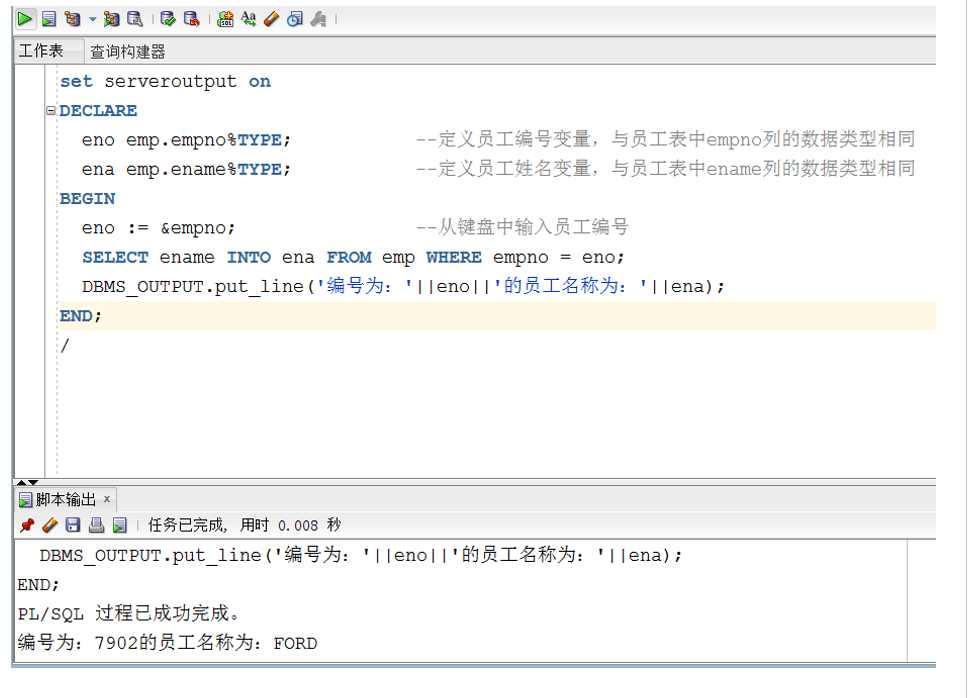 工作表 查询构建器
set serveroutput on
DECLARE
eno emp.empno%TYPE; --定义员工编号变量，与员工表中empno列的数据类型相同
ena emp.ename%TYPE; --定义员工姓名变量，与员工表中ename列的数据类型相同
BEGIN
eno := &empno; --从键盘中输入员工编号
SELECT ename INTO ena FROM emp WHERE empno = eno;
DBMS_OUTPUT.put_line('编号为：'||eno||'的员工名称为：'||ena);
END;
/
脚本输出 ×
任务已完成, 用时 0.008 秒
DBMS_OUTPUT.put_line('编号为：'||eno||'的员工名称为：'||ena);
END;
PL/SQL 过程已成功完成。
编号为：7902的员工名称为：FORD